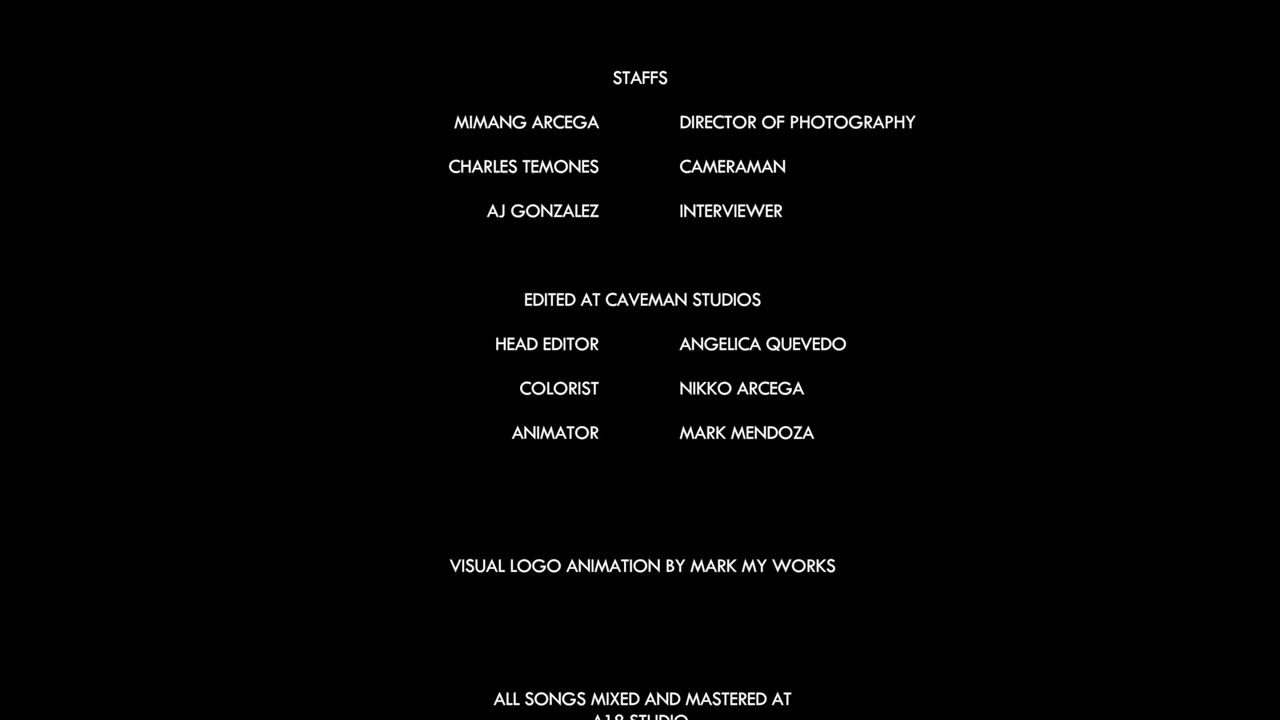 STAFFS
MIMANG ARCEGA DIRECTOR OF PHOTOGRAPHY
CHARLES TEMONES CAMERAMAN
AJ GONZALEZ INTERVIEWER
EDITED AT CAVEMAN STUDIOS
HEAD EDITOR ANGELICA QUEVEDO
COLORIST NIKKO ARCEGA
ANIMATOR MARK MENDOZA
VISUAL LOGO ANIMATION BY MARK MY WORKS
ALL SONGS MIXED AND MASTERED AT
STUDIO